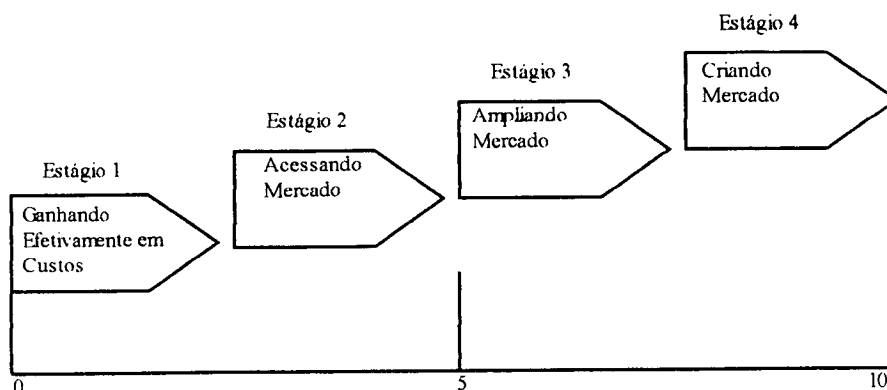 Estágio 4
Criando
Mercado
Estágio 3
Ampliando
Mercado
Estágio 2
Acessando
Mercado
Estágio 1
Ganhando
Efetivamente em
Custos
0
5
10